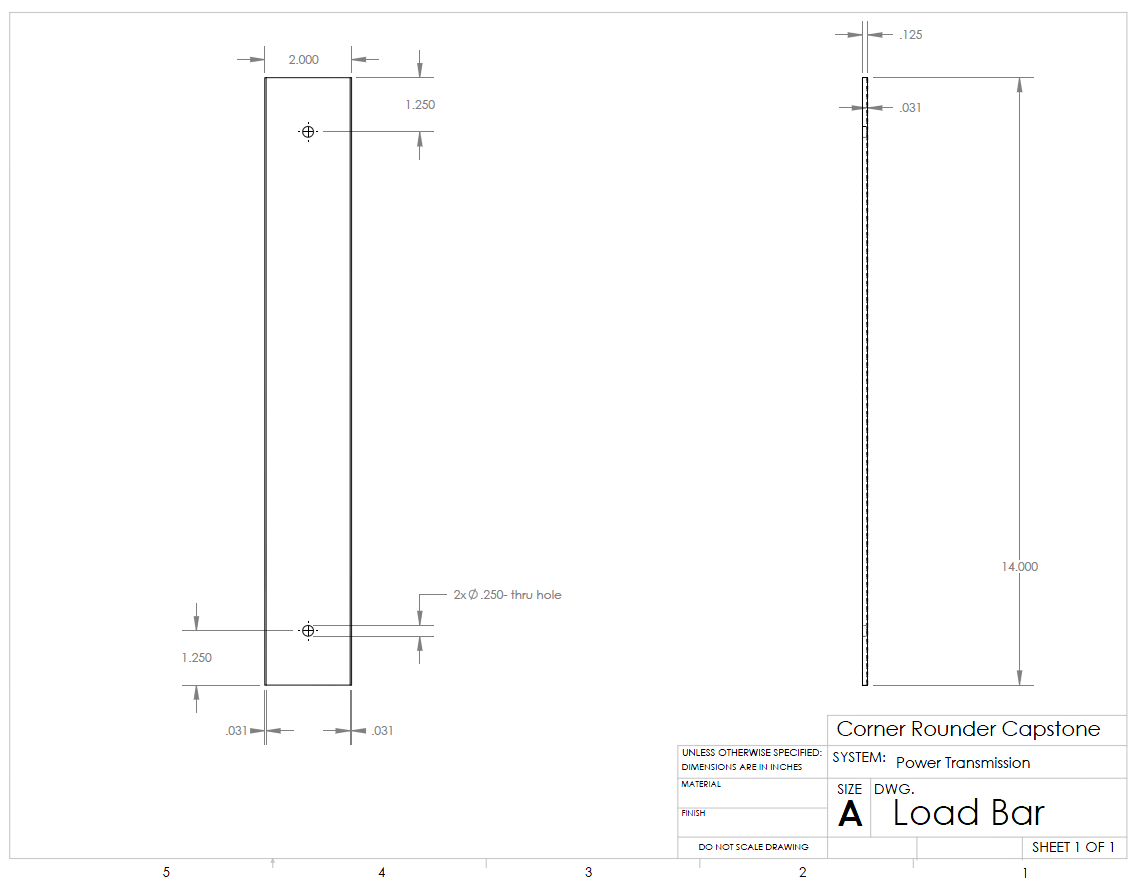 .125
2.000
1.250
.031
14.000
2x Ø .250- thru hole
1.250
.031
.031
Corner Rounder Capstone
UNLESS OTHERWISE SPECIFIED:
DIMENSIONS ARE IN INCHES
SYSTEM: Power Transmission
MATERIAL
SIZE
A
DWG.
Load Bar
FINISH
DO NOT SCALE DRAWING
SHEET 1 OF 1
5 4 3 2 1